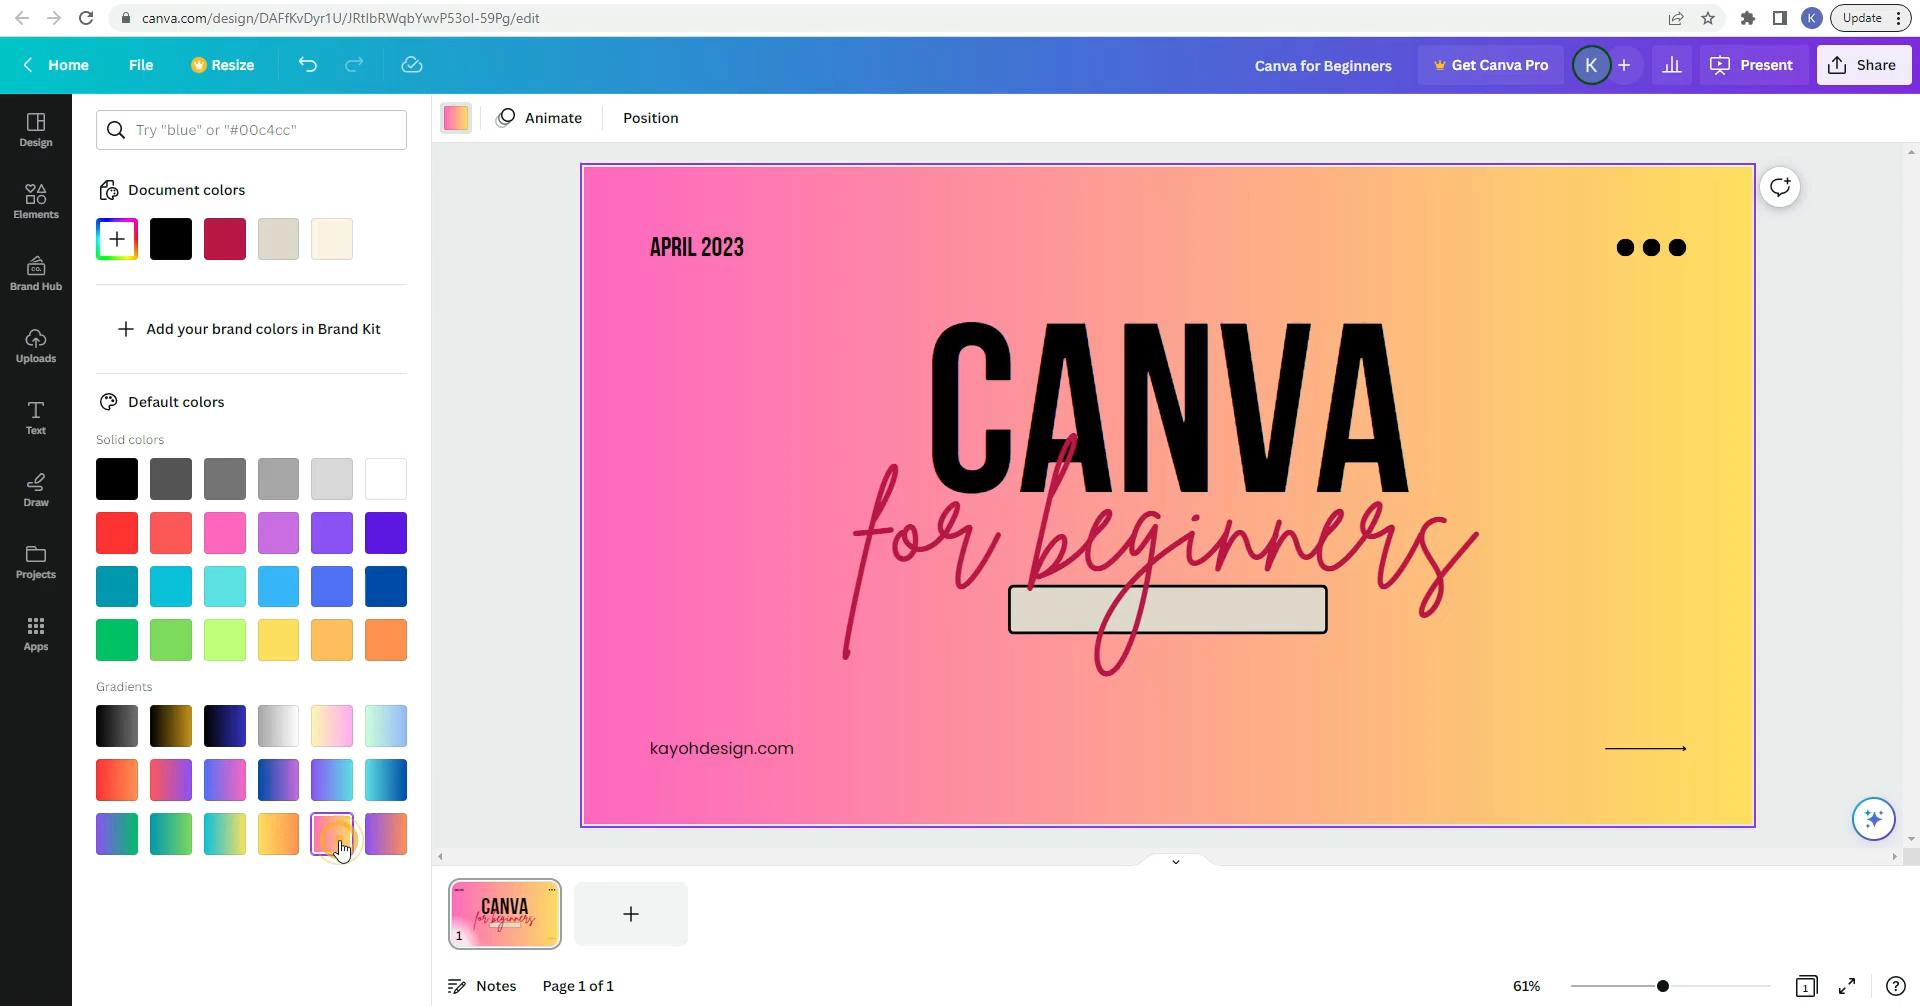 canva.com/design/DAFfKvDyr1U/JRtIbRWqbYwvP53oI-59Pg/edit
K
Update
Home
File
Resize
Canva for Beginners
Get Canva Pro
K
Present
Share
Design
Elements
CO.
Brand Hub
Uploads
Text
Draw
Projects
Apps
Try "blue" or "#00c4cc"
Document colors
Add your brand colors in Brand Kit
Default colors
Solid colors
Gradients
Animate
Position
APRIL 2023
CANVA
for beginners
kayohdesign.com
CANVA
for beginners
1
Notes
Page 1 of 1
61%
1
?